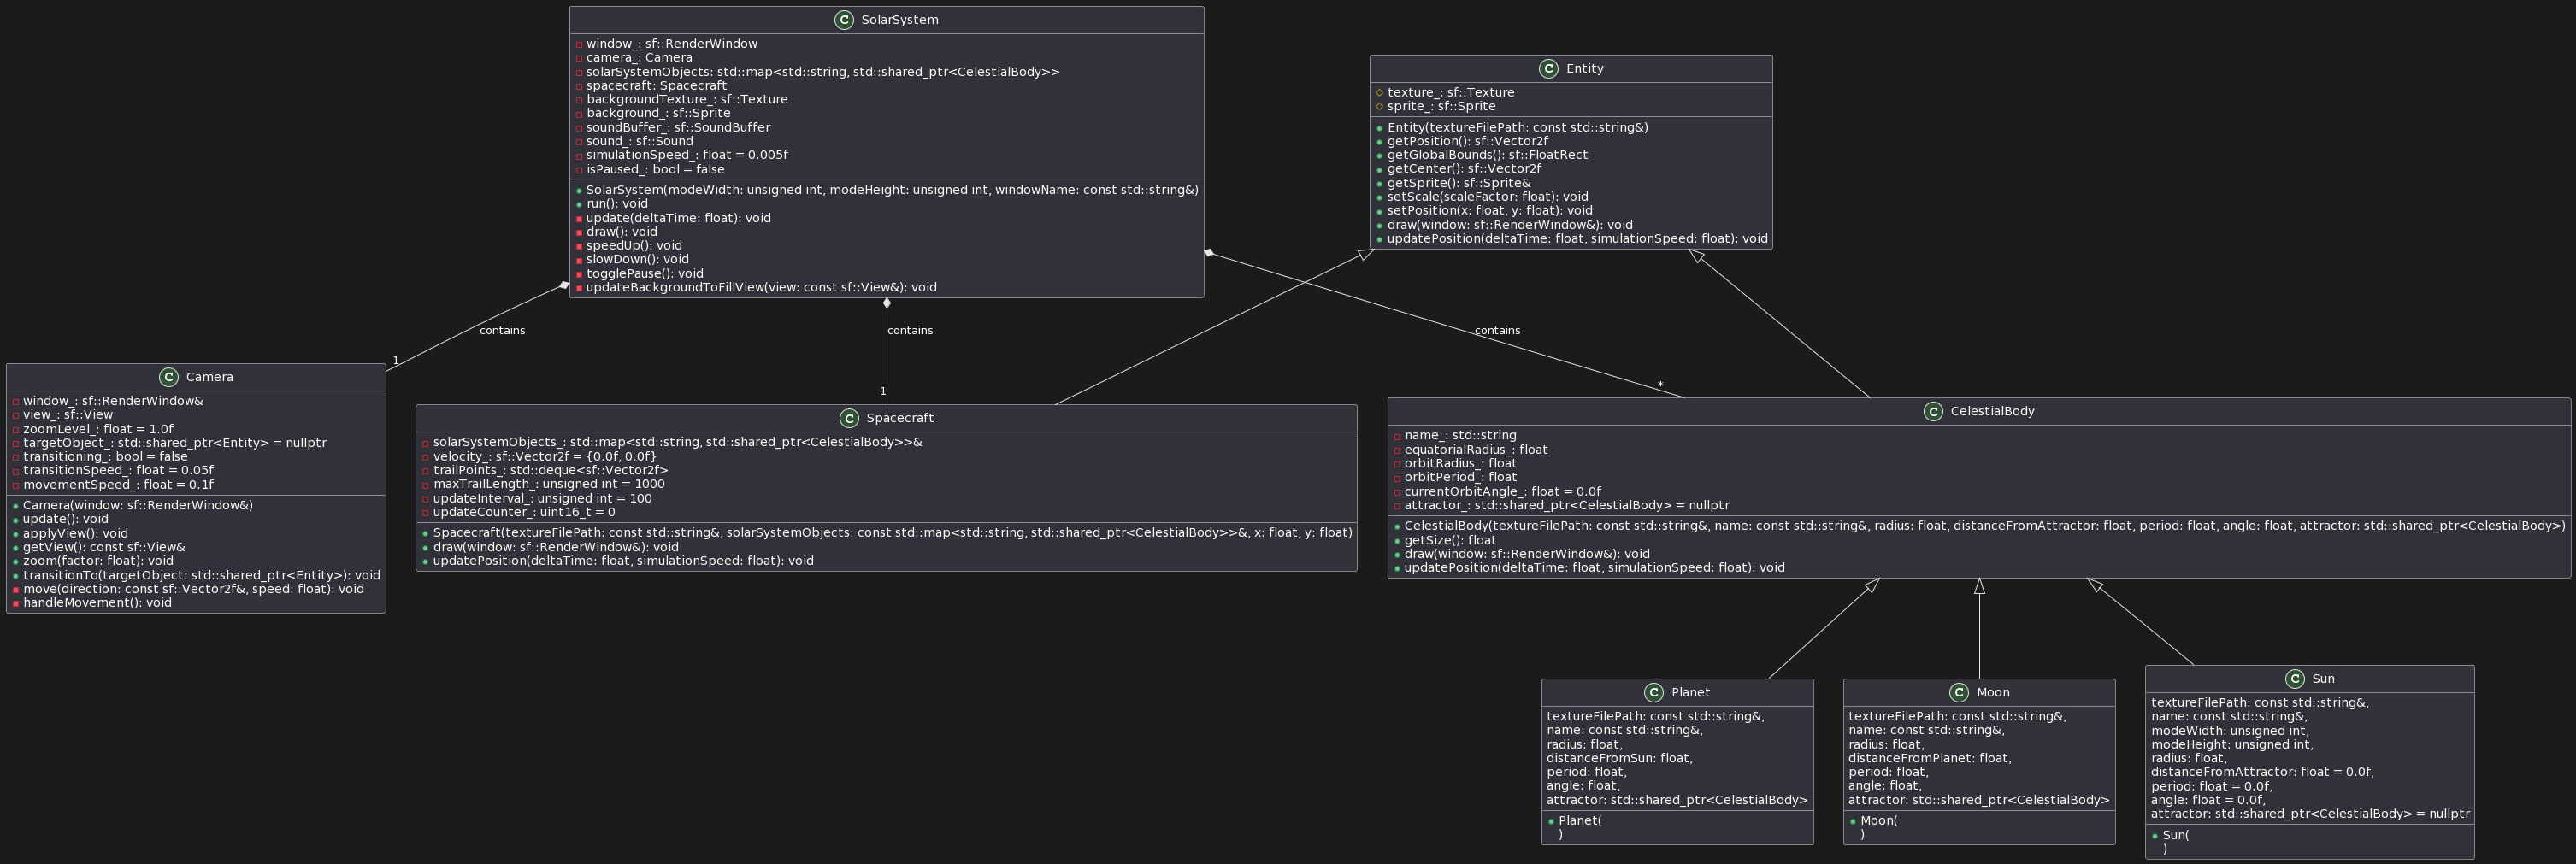 C SolarSystem
window_: sf::RenderWindow
camera_: Camera
solarSystemObjects: std::map<std::string, std::shared_ptr<CelestialBody>>
spacecraft: Spacecraft
backgroundTexture_: sf::Texture
background_: sf::Sprite
soundBuffer_: sf::SoundBuffer
sound_: sf::Sound
simulationSpeed_: float = 0.005f
isPaused_: bool = false
SolarSystem(modeWidth: unsigned int, modeHeight: unsigned int, windowName: const std::string&)
run(): void
update(deltaTime: float): void
draw(): void
speedUp(): void
slowDown(): void
togglePause(): void
updateBackgroundToFillView(view: const sf::View&): void
C Entity
texture_: sf::Texture
sprite_: sf::Sprite
Entity(textureFilePath: const std::string&)
getPosition(): sf::Vector2f
getGlobalBounds(): sf::FloatRect
getCenter(): sf::Vector2f
getSprite(): sf::Sprite&
setScale(scaleFactor: float): void
setPosition(x: float, y: float): void
draw(window: sf::RenderWindow&): void
updatePosition(deltaTime: float, simulationSpeed: float): void
contains
contains
contains
1
1
*
C Camera
window_: sf::RenderWindow&
view_: sf::View
zoomLevel_: float = 1.0f
targetObject_: std::shared_ptr<Entity> = nullptr
transitioning_: bool = false
transitionSpeed_: float = 0.05f
movementSpeed_: float = 0.1f
Camera(window: sf::RenderWindow&)
update(): void
applyView(): void
getView(): const sf::View&
zoom(factor: float): void
transitionTo(targetObject: std::shared_ptr<Entity>): void
move(direction: const sf::Vector2f&, speed: float): void
handleMovement(): void
C Spacecraft
solarSystemObjects_: std::map<std::string, std::shared_ptr<CelestialBody>>&
velocity_: sf::Vector2f = {0.0f, 0.0f}
trailPoints_: std::deque<sf::Vector2f>
maxTrailLength_: unsigned int = 1000
updateInterval_: unsigned int = 100
updateCounter_: uint16_t = 0
Spacecraft(textureFilePath: const std::string&, solarSystemObjects: const std::map<std::string, std::shared_ptr<CelestialBody>>&, x: float, y: float)
draw(window: sf::RenderWindow&): void
updatePosition(deltaTime: float, simulationSpeed: float): void
C CelestialBody
name_: std::string
equatorialRadius_: float
orbitRadius_: float
orbitPeriod_: float
currentOrbitAngle_: float = 0.0f
attractor_: std::shared_ptr<CelestialBody> = nullptr
CelestialBody(textureFilePath: const std::string&, name: const std::string&, radius: float, distanceFromAttractor: float, period: float, angle: float, attractor: std::shared_ptr<CelestialBody>)
getSize(): float
draw(window: sf::RenderWindow&): void
updatePosition(deltaTime: float, simulationSpeed: float): void
C Planet
textureFilePath: const std::string&,
name: const std::string&,
radius: float,
distanceFromSun: float,
period: float,
angle: float,
attractor: std::shared_ptr<CelestialBody>
Planet(
)
C Moon
textureFilePath: const std::string&,
name: const std::string&,
radius: float,
distanceFromPlanet: float,
period: float,
angle: float,
attractor: std::shared_ptr<CelestialBody>
Moon(
)
C Sun
textureFilePath: const std::string&,
name: const std::string&,
modeWidth: unsigned int,
modeHeight: unsigned int,
radius: float,
distanceFromAttractor: float = 0.0f,
period: float = 0.0f,
angle: float = 0.0f,
attractor: std::shared_ptr<CelestialBody> = nullptr
Sun(
)